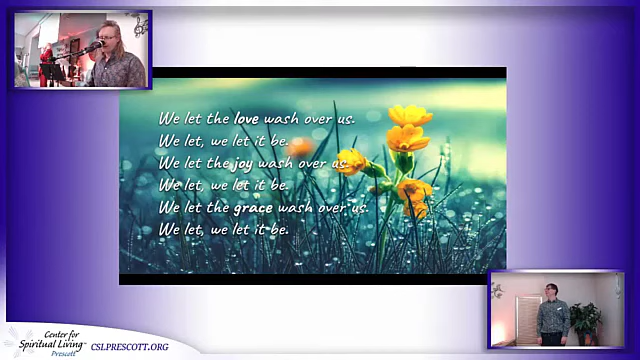 We let the love wash over us.
We let, we let it be.
We let the joy wash over us.
We let, we let it be.
We let the grace wash over us.
We let, we let it be.
Center for
Spiritual Living™
Prescott
CSLPRESCOTT.ORG